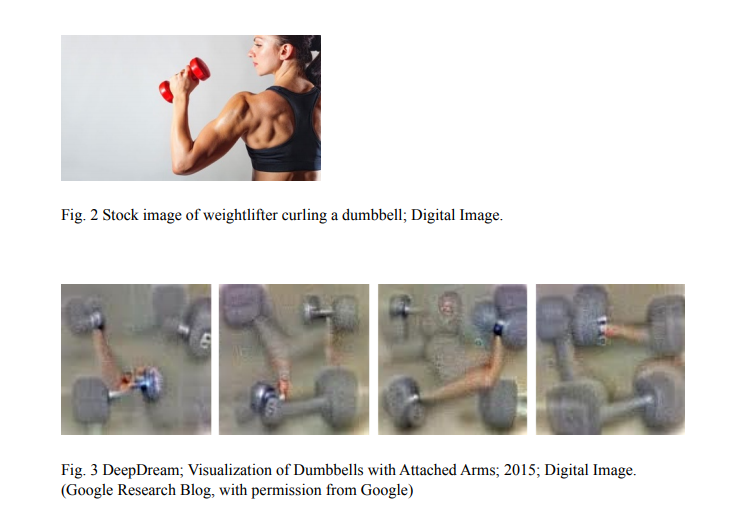 Fig. 2 Stock image of weightlifter curling a dumbbell; Digital Image.
Fig. 3 DeepDream; Visualization of Dumbbells with Attached Arms; 2015; Digital Image.
(Google Research Blog, with permission from Google)